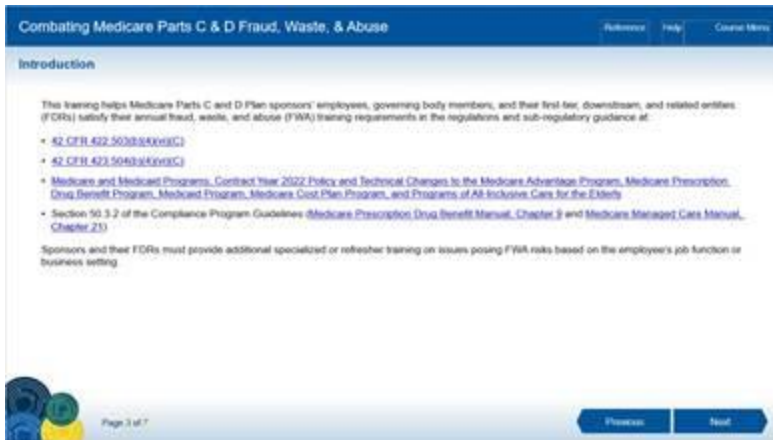 Combating Medicare Parts C & D Fraud, Waste, & Abuse
Reference Help Course Menu
Introduction
This training helps Medicare Parts C and D Plan sponsors' employees, governing body members, and their first-tier, downstream, and related entities
(FDRs) satisfy their annual fraud, waste, and abuse (FWA) training requirements in the regulations and sub-regulatory guidance at:
• 42 CFR 422.503(b)(4)(vi)(C)
• 42 CFR 423.504(b)(4)(vi)(C)
• Medicare and Medicaid Programs, Contract Year 2022 Policy and Technical Changes to the Medicare Advantage Program, Medicare Prescription
Drug Benefit Program, Medicaid Program, Medicare Cost Plan Program, and Programs of All-Inclusive Care for the Elderly
• Section 50.3.2 of the Compliance Program Guidelines (Medicare Prescription Drug Benefit Manual, Chapter 9 and Medicare Managed Care Manual,
Chapter 21)
Sponsors and their FDRs must provide additional specialized or refresher training on issues posing FWA risks based on the employee's job function or
business setting.
Page 3 of 7
Previous Next